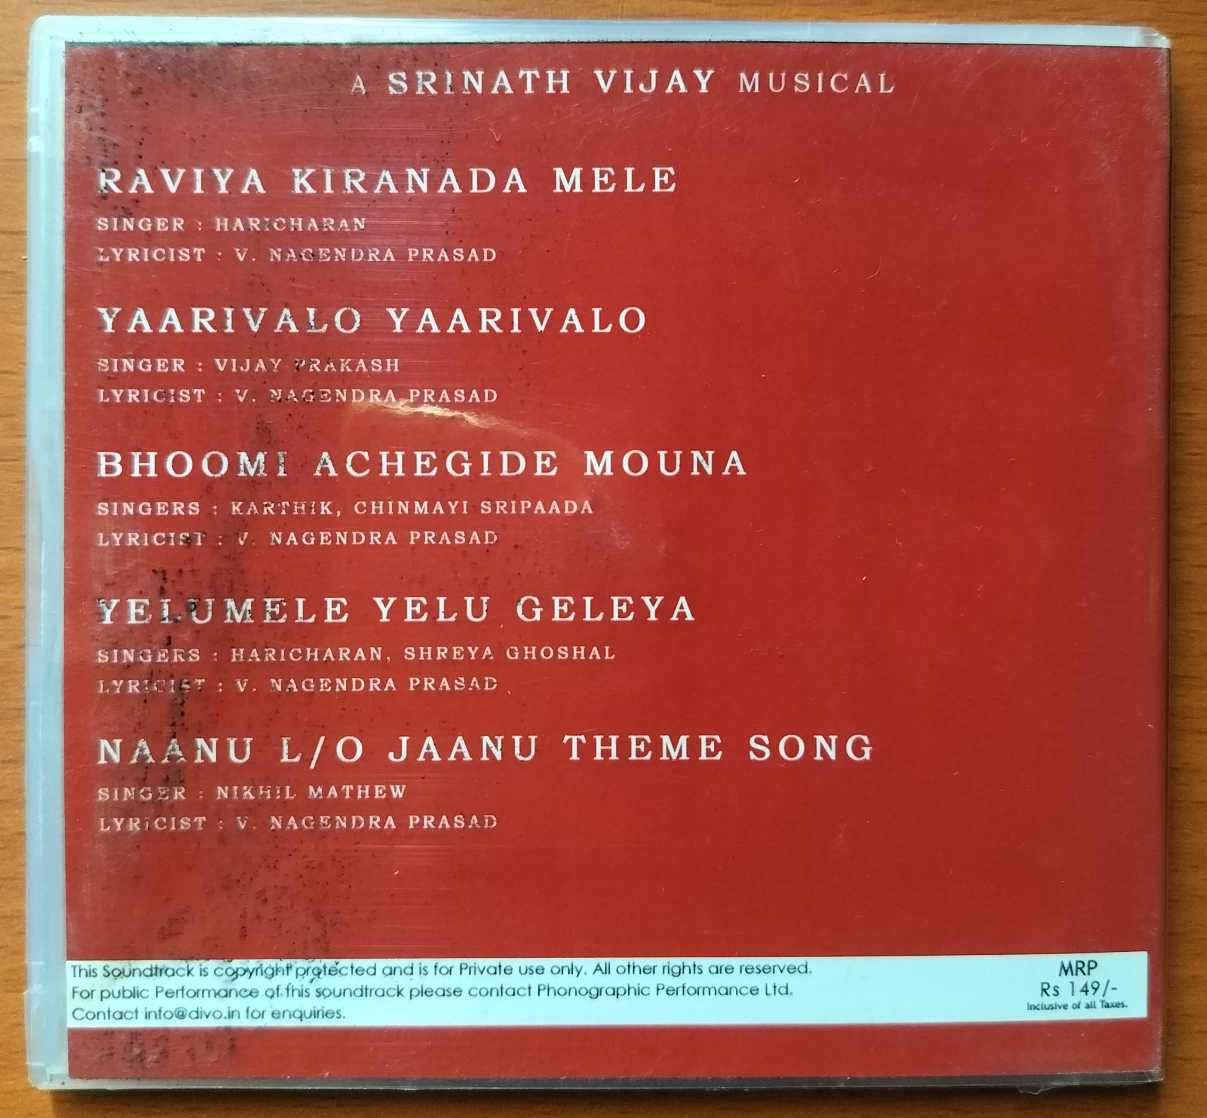 A SRINATH VIJAY MUSICAL
RAVIYA KIRANADA MELE
SINGER : HARICHARAN
LYRICIST : V. NAGENDRA PRASAD
YAARIVALO YAARIVALO
SINGER : VIJAY PRAKASH
LYRICIST : V. NAGENDRA PRASAD
BHOOMI ACHEGIDE MOUNA
SINGERS : KARTHIK, CHINMAYI SRIPAADA
LYRICIST : V. NAGENDRA PRASAD
YELUMELE YELU GELEYA
SINGERS : HARICHARAN, SHREYA GHOSHAL
LYRICIST : V. NAGENDRA PRASAD
NAANU L/O JAANU THEME SONG
SINGER : NIKHIL MATHEW
LYRICIST : V. NAGENDRA PRASAD
This Soundtrack is copyright protected and is for Private use only. All other rights are reserved.
For public Performance of this soundtrack please contact Phonographic Performance Ltd.
Contact info@divo.in for enquiries.
MRP
Rs 149/-
Inclusive of all Taxes.